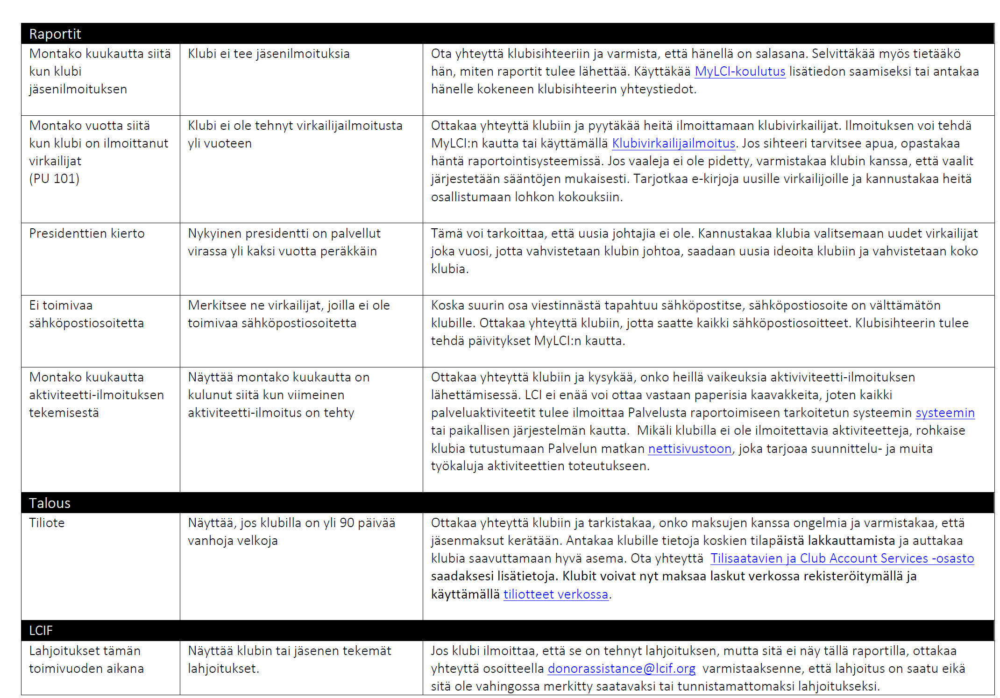 Raportit
Montako kuukautta siitä
kun klubi
jäsenilmoituksen
Klubi ei tee jäsenilmoituksia
Ota yhteyttä klubisihteeriin ja varmista, että hänellä on salasana. Selvittäkää myös tietääkö
hän, miten raportit tulee lähettää. Käyttäkää MyLCI-koulutus lisätiedon saamiseksi tai antakaa
hänelle kokeneen klubisihteerin yhteystiedot.
Montako vuotta siitä
kun klubi on ilmoittanut
virkailijat
(PU 101)
Klubi ei ole tehnyt virkailijailmoitusta
yli vuoteen
Ottakaa yhteyttä klubiin ja pyytäkää heitä ilmoittamaan klubivirkailijat. Ilmoituksen voi tehdä
MyLCI:n kautta tai käyttämällä Klubivirkailijailmoitus. Jos sihteeri tarvitsee apua, opastakaa
häntä raportointisysteemissä. Jos vaaleja ei ole pidetty, varmistakaa klubin kanssa, että vaalit
järjestetään sääntöjen mukaisesti. Tarjotkaa e-kirjoja uusille virkailijoille ja kannustakaa heitä
osallistumaan lohkon kokouksiin.
Presidenttien kierto
Nykyinen presidentti on palvellut
virassa yli kaksi vuotta peräkkäin
Tämä voi tarkoittaa, että uusia johtajia ei ole. Kannustakaa klubia valitsemaan uudet virkailijat
joka vuosi, jotta vahvistetaan klubin johtoa, saadaan uusia ideoita klubiin ja vahvistetaan koko
klubia.
Ei toimivaa
sähköpostiosoitetta
Merkitsee ne virkailijat, joilla ei ole
toimivaa sähköpostiosoitetta
Koska suurin osa viestinnästä tapahtuu sähköpostitse, sähköpostiosoite on välttämätön
klubille. Ottakaa yhteyttä klubiin, jotta saatte kaikki sähköpostiosoitteet. Klubisihteerin tulee
tehdä päivitykset MyLCI:n kautta.
Montako kuukautta
aktiviteetti-ilmoituksen
tekemisestä
Näyttää montako kuukautta on
kulunut siitä kun viimeinen
aktiviteetti-ilmoitus on tehty
Ottakaa yhteyttä klubiin ja kysykää, onko heillä vaikeuksia aktiviviteetti-ilmoituksen
lähettämisessä. LCI ei enää voi ottaa vastaan paperisia kaavakkeita, joten kaikki
palveluaktiviteetit tulee ilmoittaa Palvelusta raportoimiseen tarkoitetun systeemin systeemin
tai paikallisen järjestelmän kautta.  Mikäli klubilla ei ole ilmoitettavia aktiviteetteja, rohkaise
klubia tutustumaan Palvelun matkan nettisivustoon, joka tarjoaa suunnittelu- ja muita
työkaluja aktiviteettien toteutukseen.
Talous
Tiliote
Näyttää, jos klubilla on yli 90 päivää
vanhoja velkoja
Ottakaa yhteyttä klubiin ja tarkistakaa, onko maksujen kanssa ongelmia ja varmistakaa, että
jäsenmaksut kerätään. Antakaa klubille tietoja koskien tilapäistä lakkauttamista ja auttakaa
klubia saavuttamaan hyvä asema. Ota yhteyttä  Tilisaatavien ja Club Account Services -osasto
saadaksesi lisätietoja. Klubit voivat nyt maksaa laskut verkossa rekisteröitymällä ja
käyttämällä tiliotteet verkossa.
LCIF
Lahjoitukset tämän
toimivuoden aikana
Näyttää klubin tai jäsenen tekemät
lahjoitukset.
Jos klubi ilmoittaa, että se on tehnyt lahjoituksen, mutta sitä ei näy tällä raportilla, ottakaa
yhteyttä osoitteella donorassistance@lcif.org  varmistaaksenne, että lahjoitus on saatu eikä
sitä ole vahingossa merkitty saatavaksi tai tunnistamattomaksi lahjoitukseksi.